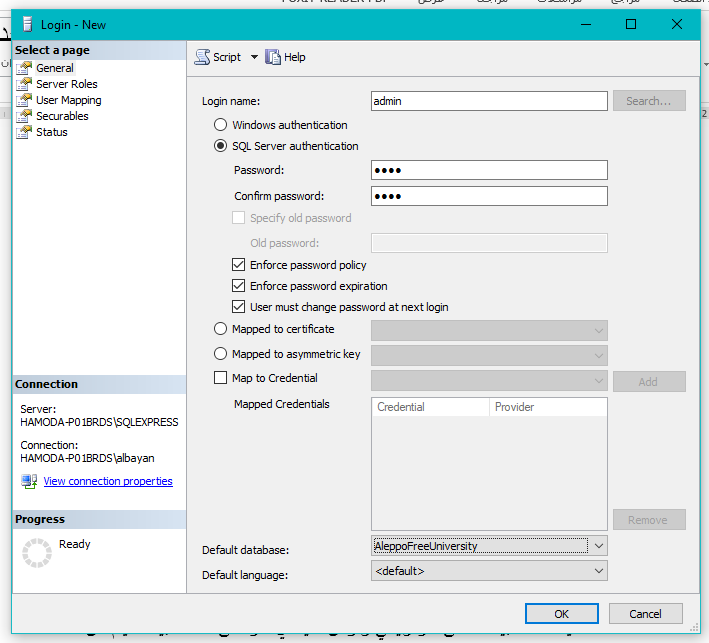 Login - New
Select a page
General
Server Roles
User Mapping
Securables
Status
Script
Help
Login name:
admin
Search...
Windows authentication
SQL Server authentication
Password:
●●●●
Confirm password:
●●●●
Specify old password
Old password:
Enforce password policy
Enforce password expiration
User must change password at next login
Mapped to certificate
Mapped to asymmetric key
Map to Credential
Add
Mapped Credentials
Credential Provider
Remove
Default database:
AleppoFreeUniversity
Default language:
<default>
Connection
Server:
HAMODA-P01BRDS\SQLEXPRESS
Connection:
HAMODA-P01BRDS\albayan
View connection properties
Progress
Ready
OK
Cancel
2